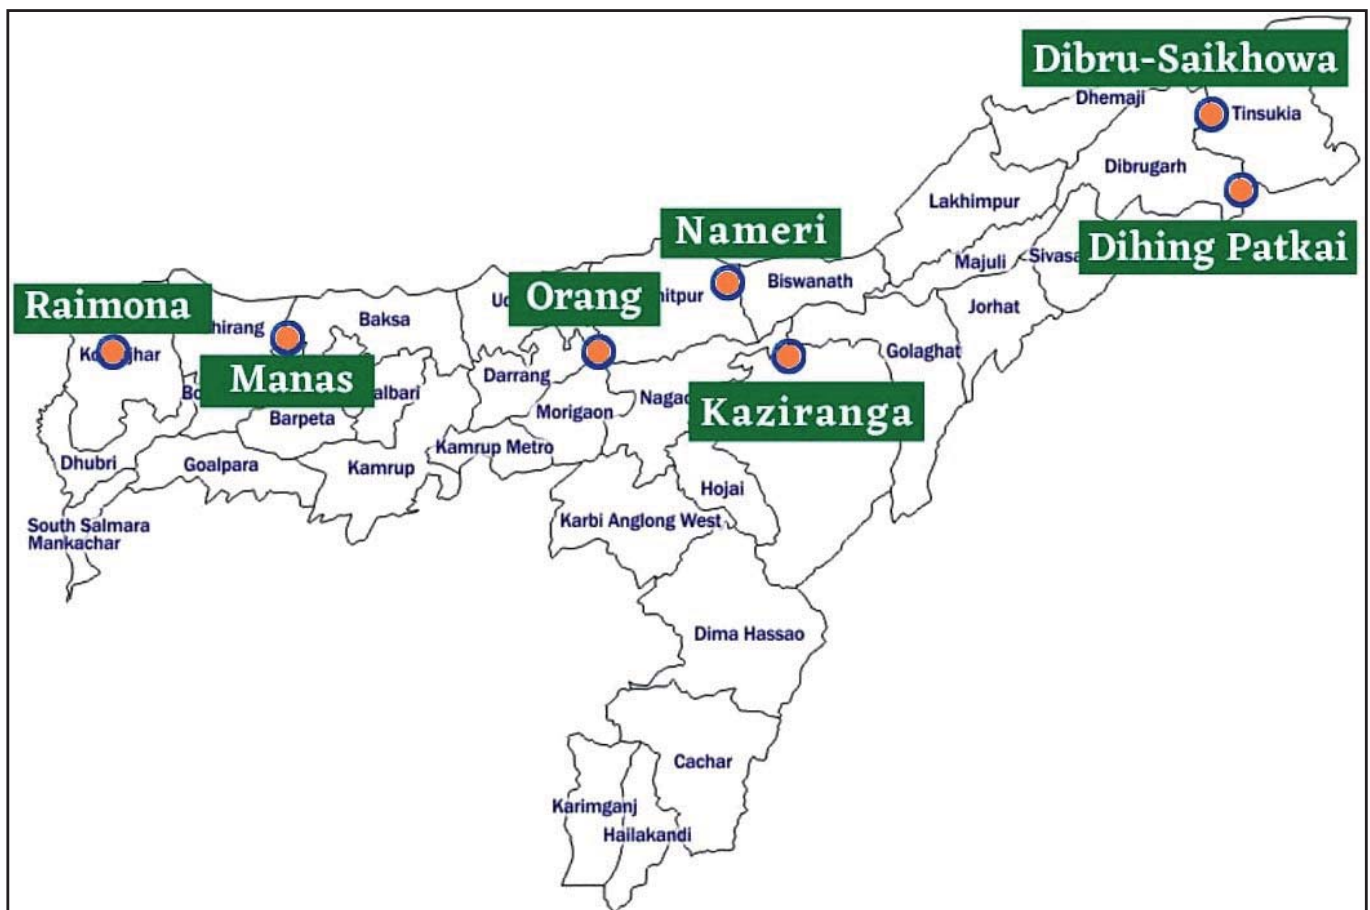 Dibru-Saikhowa
Dhemaji
Tinsukia
Dibrugarh
Lakhimpur
Nameri
Dihing Patkai
Majuli
Biswanath
Raimona
Orang
Jorhat
Baksa
Golaghat
Manas
Darrang
Kaziranga
Morigaon
Barpeta
Kamrup Metro
Dhubri
Goalpara
Kamrup
Hojai
South Salmara
Mankachar
Karbi Anglong West
Dima Hassao
Cachar
Karimganj
Hailakandi